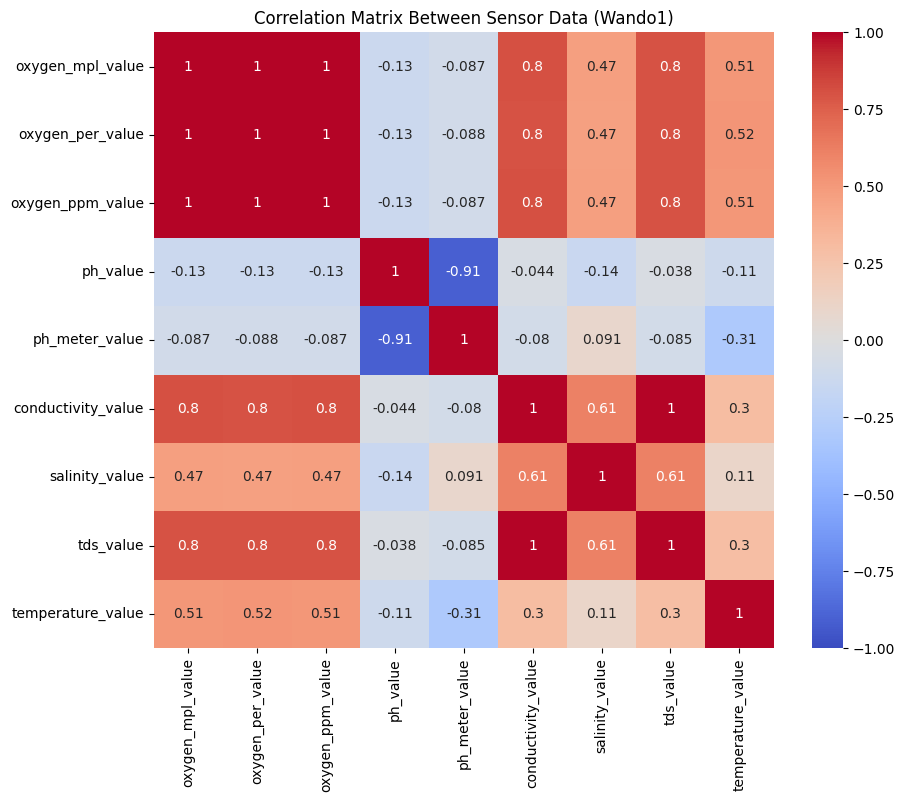 Correlation Matrix Between Sensor Data (Wando1)
oxygen_mpl_value 1 1 1 -0.13 -0.087 0.8 0.47 0.8 0.51
oxygen_per_value 1 1 1 -0.13 -0.088 0.8 0.47 0.8 0.52
oxygen_ppm_value 1 1 1 -0.13 -0.087 0.8 0.47 0.8 0.51
ph_value -0.13 -0.13 -0.13 1 -0.91 -0.044 -0.14 -0.038 -0.11
ph_meter_value -0.087 -0.088 -0.087 -0.91 1 -0.08 0.091 -0.085 -0.31
conductivity_value 0.8 0.8 0.8 -0.044 -0.08 1 0.61 1 0.3
salinity_value 0.47 0.47 0.47 -0.14 0.091 0.61 1 0.61 0.11
tds_value 0.8 0.8 0.8 -0.038 -0.085 1 0.61 1 0.3
temperature_value 0.51 0.52 0.51 -0.11 -0.31 0.3 0.11 0.3 1
oxygen_mpl_value
oxygen_per_value
oxygen_ppm_value
ph_value
ph_meter_value
conductivity_value
salinity_value
tds_value
temperature_value
1.00
0.75
0.50
0.25
0.00
−0.25
−0.50
−0.75
−1.00